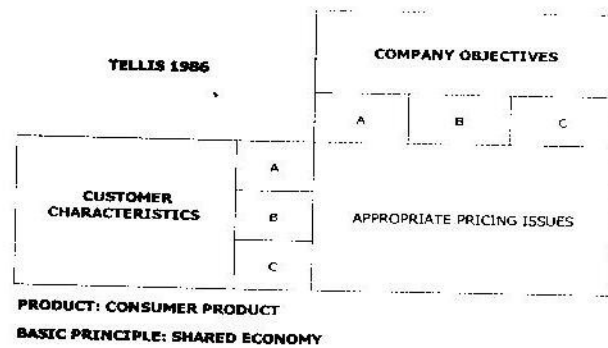 TELLIS 1986
COMPANY OBJECTIVES
A B C
CUSTOMER CHARACTERISTICS
A
B
C
APPROPRIATE PRICING ISSUES
PRODUCT: CONSUMER PRODUCT
BASIC PRINCIPLE: SHARED ECONOMY